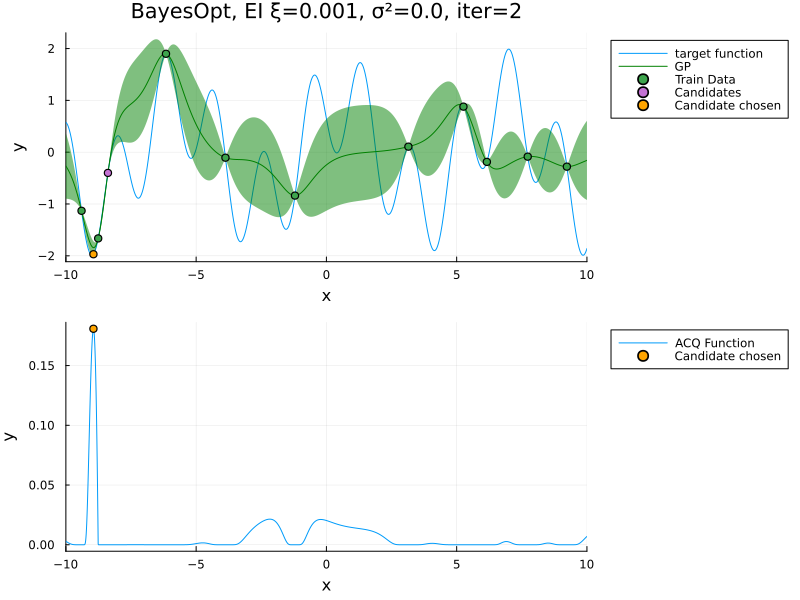 BayesOpt, EI ξ=0.001, σ²=0.0, iter=2
2
1
0
−1
−2
y
−10
−5
0
5
10
x
target function
GP
Train Data
Candidates
Candidate chosen
0.15
0.10
0.05
0.00
y
−10
−5
0
5
10
x
ACQ Function
Candidate chosen